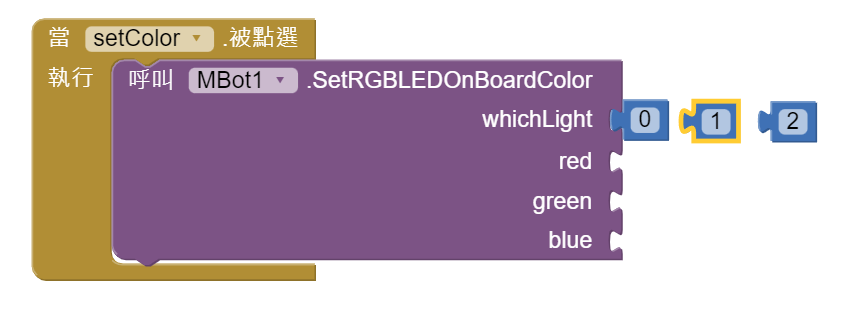 當 setColor .被點選
執行 呼叫 MBot1 .SetRGBLEDOnBoardColor
whichLight 0 1 2
red
green
blue